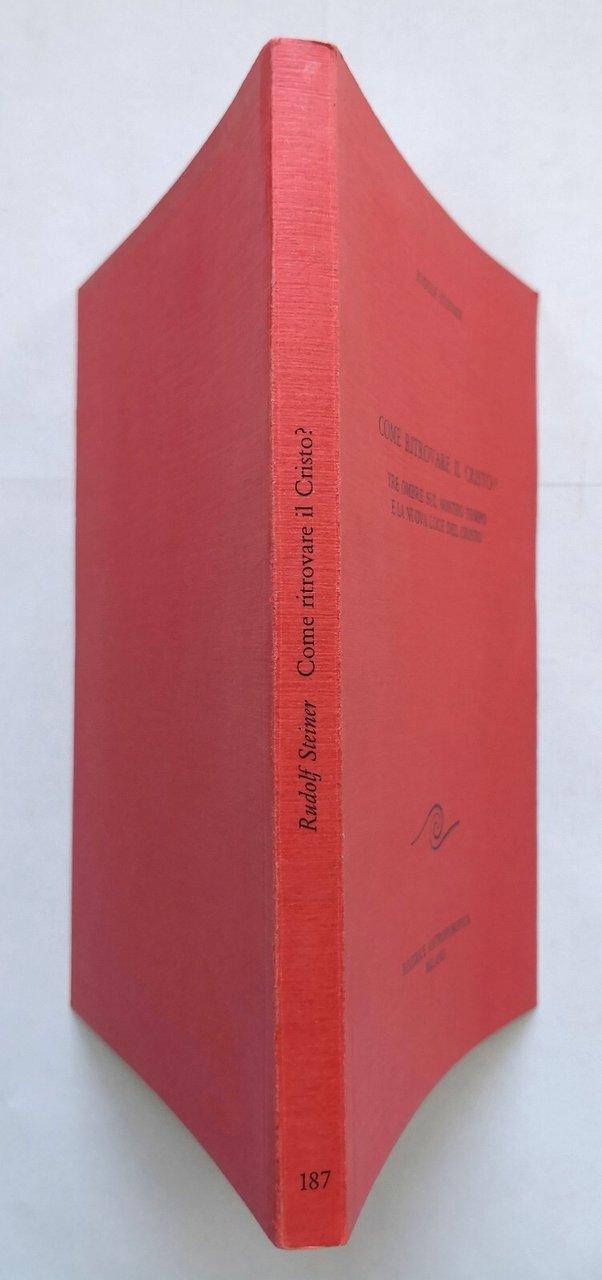 Rudolf Steiner Come ritrovare il Cristo?
187
RUDOLF STEINER
COME RITROVARE IL CRISTO?
TRE OMBRE SUL NOSTRO TEMPO
E LA NUOVA LUCE DEL CRISTO
EDITRICE ANTROPOSOFICA
MILANO